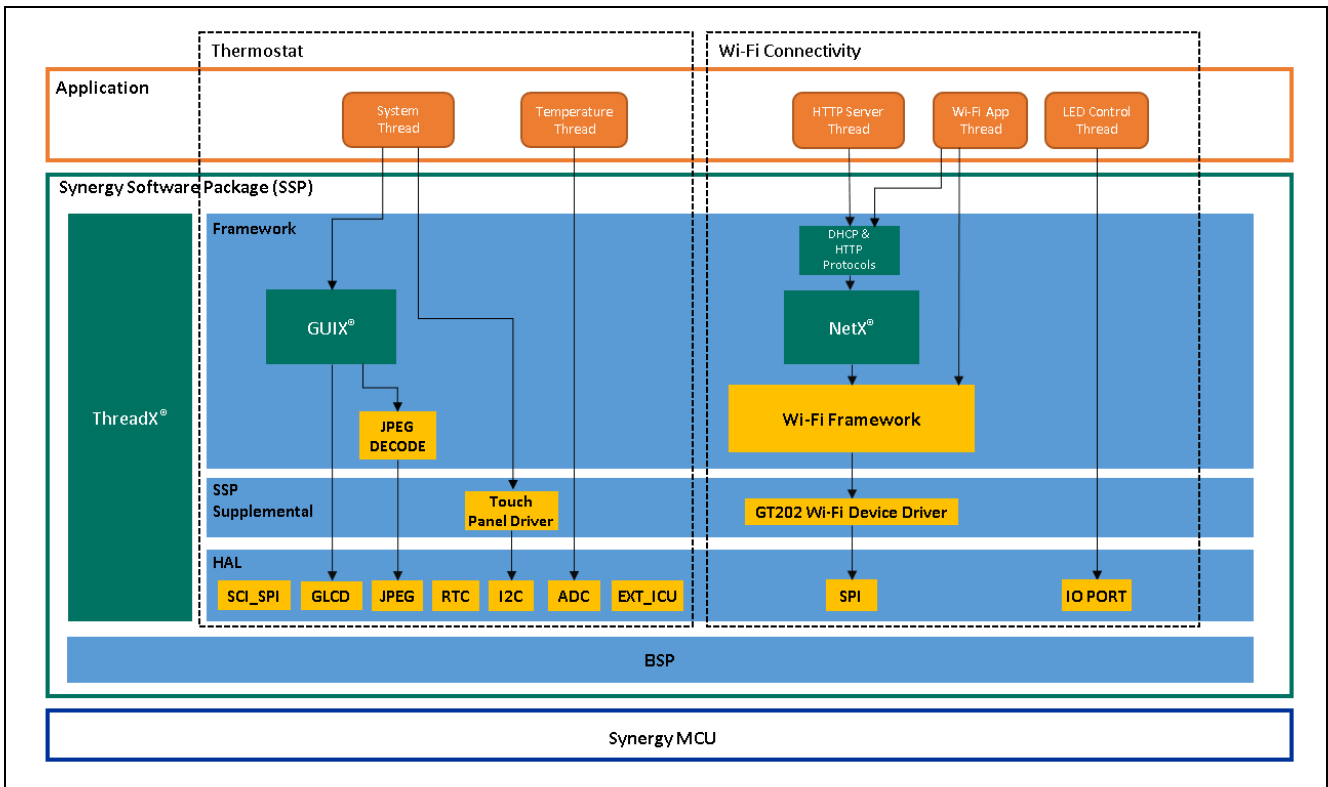 Thermostat
Wi-Fi Connectivity
Application
System
Thread
Temperature
Thread
HTTP Server
Thread
Wi-Fi App
Thread
LED Control
Thread
Synergy Software Package (SSP)
ThreadX®
Framework
DHCP &
HTTP
Protocols
GUIX®
NetX®
JPEG
DECODE
Wi-Fi Framework
SSP
Supplemental
Touch
Panel Driver
GT202 Wi-Fi Device Driver
HAL
SCI_SPI
GLCD
JPEG
RTC
I2C
ADC
EXT_ICU
SPI
IO PORT
BSP
Synergy MCU